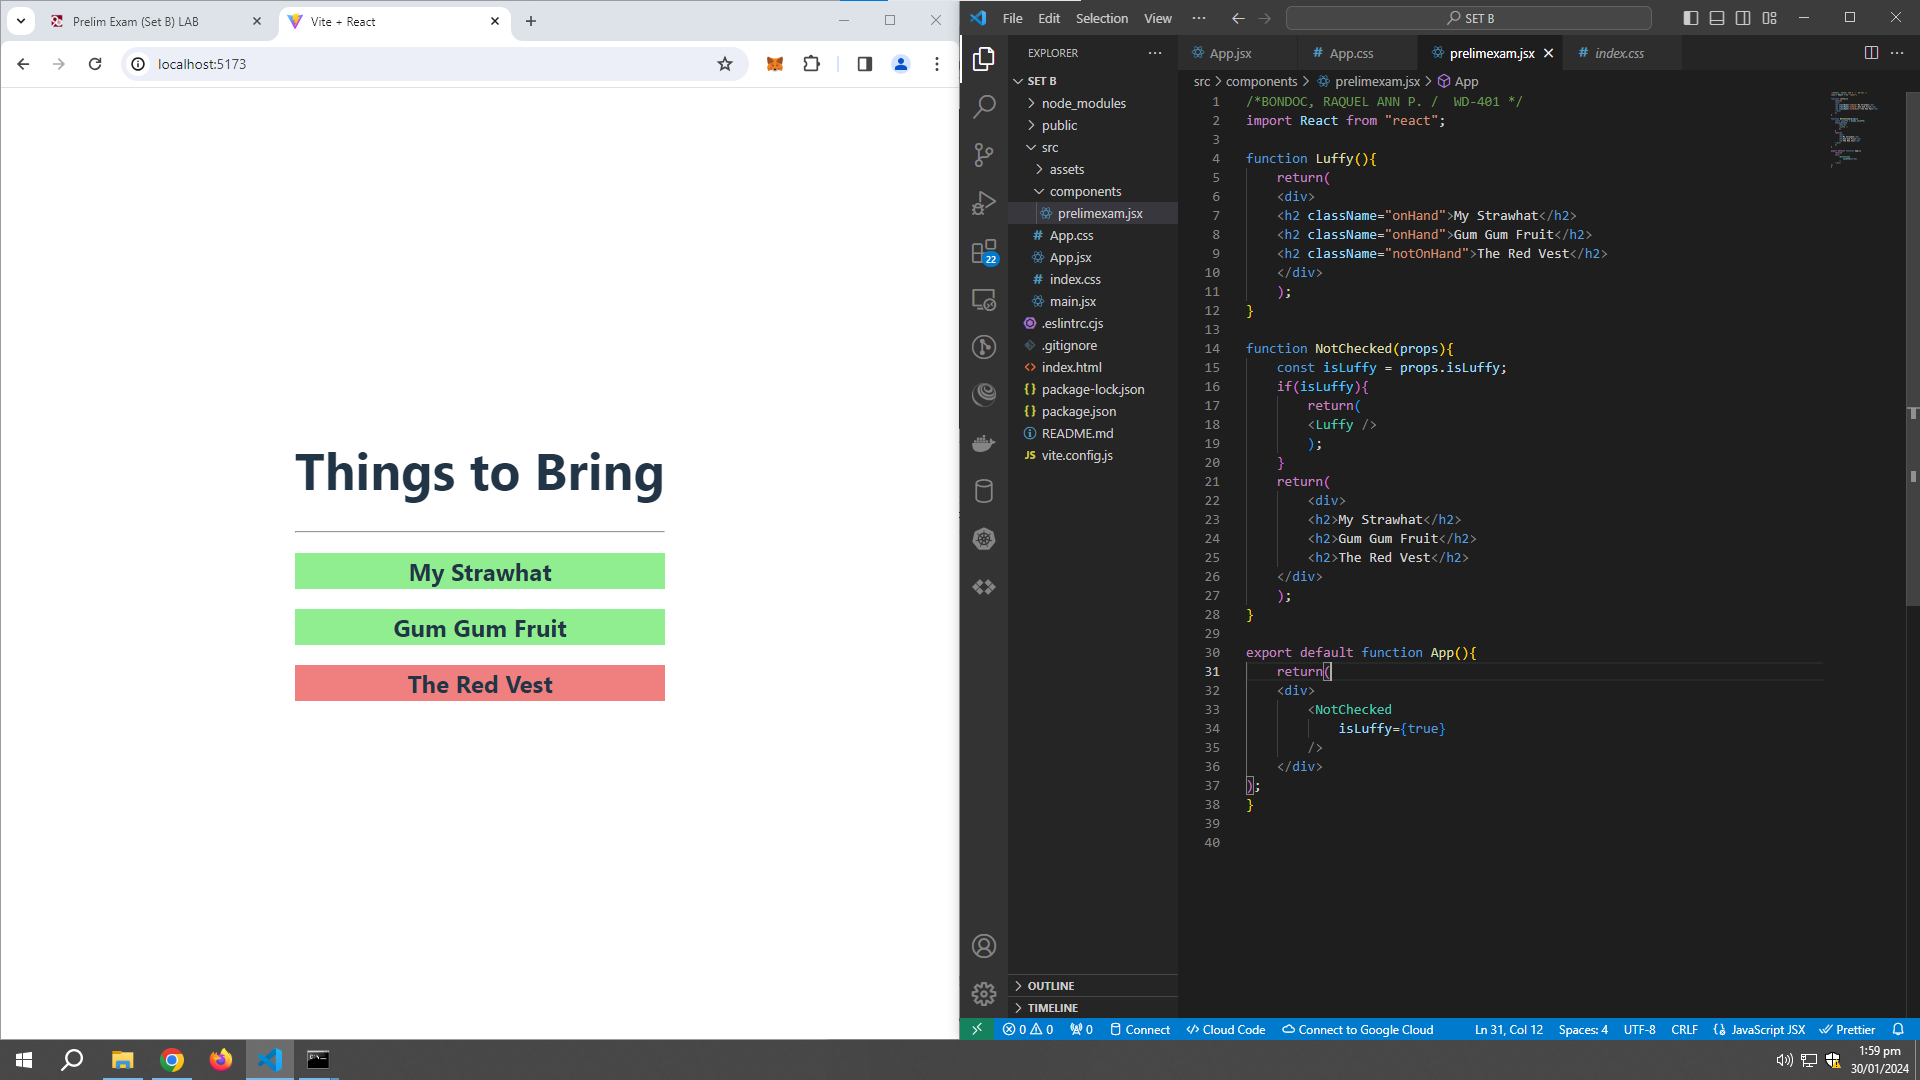 Prelim Exam (Set B) LAB
Vite + React
localhost:5173
Things to Bring
My Strawhat
Gum Gum Fruit
The Red Vest
File Edit Selection View
SET B
EXPLORER
SET B
node_modules
public
src
assets
components
prelimexam.jsx
App.css
App.jsx
index.css
main.jsx
.eslintrc.cjs
.gitignore
index.html
package-lock.json
package.json
README.md
JS vite.config.js
22
OUTLINE
TIMELINE
App.jsx
App.css
prelimexam.jsx
index.css
src > components > prelimexam.jsx > App
1 /*BONDOC, RAQUEL ANN P. / WD-401 */
2 import React from "react";
3
4 function Luffy(){
5 return(
6 <div>
7 <h2 className="onHand">My Strawhat</h2>
8 <h2 className="onHand">Gum Gum Fruit</h2>
9 <h2 className="notOnHand">The Red Vest</h2>
10 </div>
11 );
12 }
13
14 function NotChecked(props){
15 const isLuffy = props.isLuffy;
16 if(isLuffy){
17 return(
18 <Luffy />
19 );
20 }
21 return(
22 <div>
23 <h2>My Strawhat</h2>
24 <h2>Gum Gum Fruit</h2>
25 <h2>The Red Vest</h2>
26 </div>
27 );
28 }
29
30 export default function App(){
31 return(
32 <div>
33 <NotChecked
34 isLuffy={true}
35 />
36 </div>
37 );
38 }
39
40
0 0 0 Connect Cloud Code Connect to Google Cloud Ln 31, Col 12 Spaces: 4 UTF-8 CRLF JavaScript JSX Prettier
1:59 pm
30/01/2024